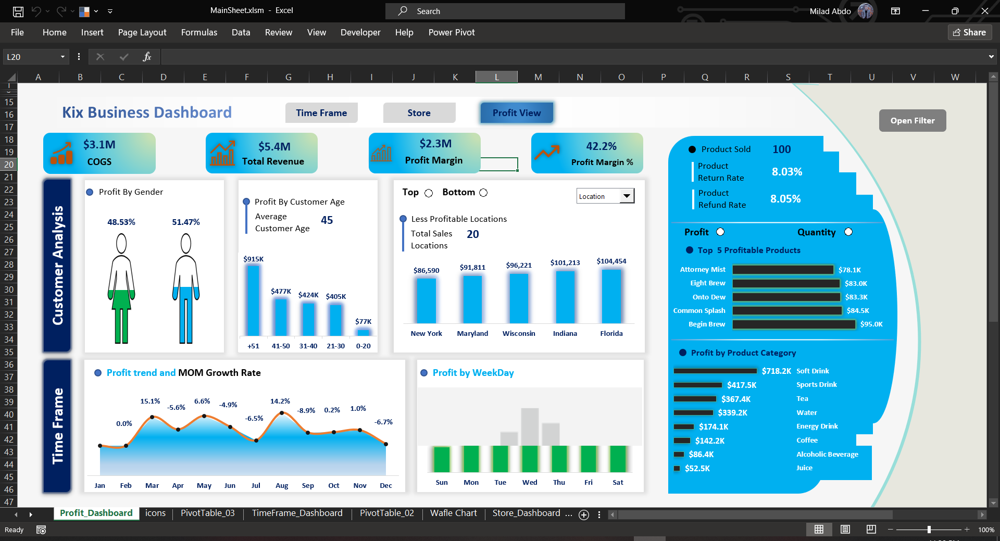 MainSheet.xlsm - Excel
Search
Milad Abdo
File Home Insert Page Layout Formulas Data Review View Developer Help Power Pivot
Share
L20
fx
A B C D E F G H I J K L M N O P Q R S T U V W
15
16
17
18
19
20
21
22
23
24
25
26
27
28
29
30
31
32
33
34
35
36
37
38
39
40
41
42
43
44
45
46
47
Kix Business Dashboard
Time Frame
Store
Profit View
Open Filter
$3.1M
COGS
$5.4M
Total Revenue
$2.3M
Profit Margin
42.2%
Profit Margin %
Customer Analysis
Profit By Gender
48.53% 51.47%
Profit By Customer Age
Average
Customer Age
45
$915K $477K $424K $405K $77K
+51 41-50 31-40 21-30 0-20
Top Bottom
Location
Less Profitable Locations
Total Sales
Locations
20
$86,590 $91,811 $96,221 $101,213 $104,454
New York Maryland Wisconsin Indiana Florida
Time Frame
Profit trend and MOM Growth Rate
0.0% 15.1% -5.6% 6.6% -4.9% -6.5% 14.2% -8.9% 0.2% 1.0% -6.7%
Jan Feb Mar Apr May Jun Jul Aug Sep Oct Nov Dec
Profit by WeekDay
Sun Mon Tue Wed Thu Fri Sat
Product Sold 100
Product
Return Rate
8.03%
Product
Refund Rate
8.05%
Profit Quantity
Top 5 Profitable Products
Attorney Mist $78.1K
Eight Brew $83.0K
Onto Dew $83.3K
Common Splash $84.5K
Begin Brew $95.0K
Profit by Product Category
$718.2K Soft Drink
$417.5K Sports Drink
$367.4K Tea
$339.2K Water
$174.1K Energy Drink
$142.2K Coffee
$86.4K Alcoholic Beverage
$52.5K Juice
Profit_Dashboard icons PivotTable_03 TimeFrame_Dashboard PivotTable_02 Wafle Chart Store_Dashboard ...
Ready
100%